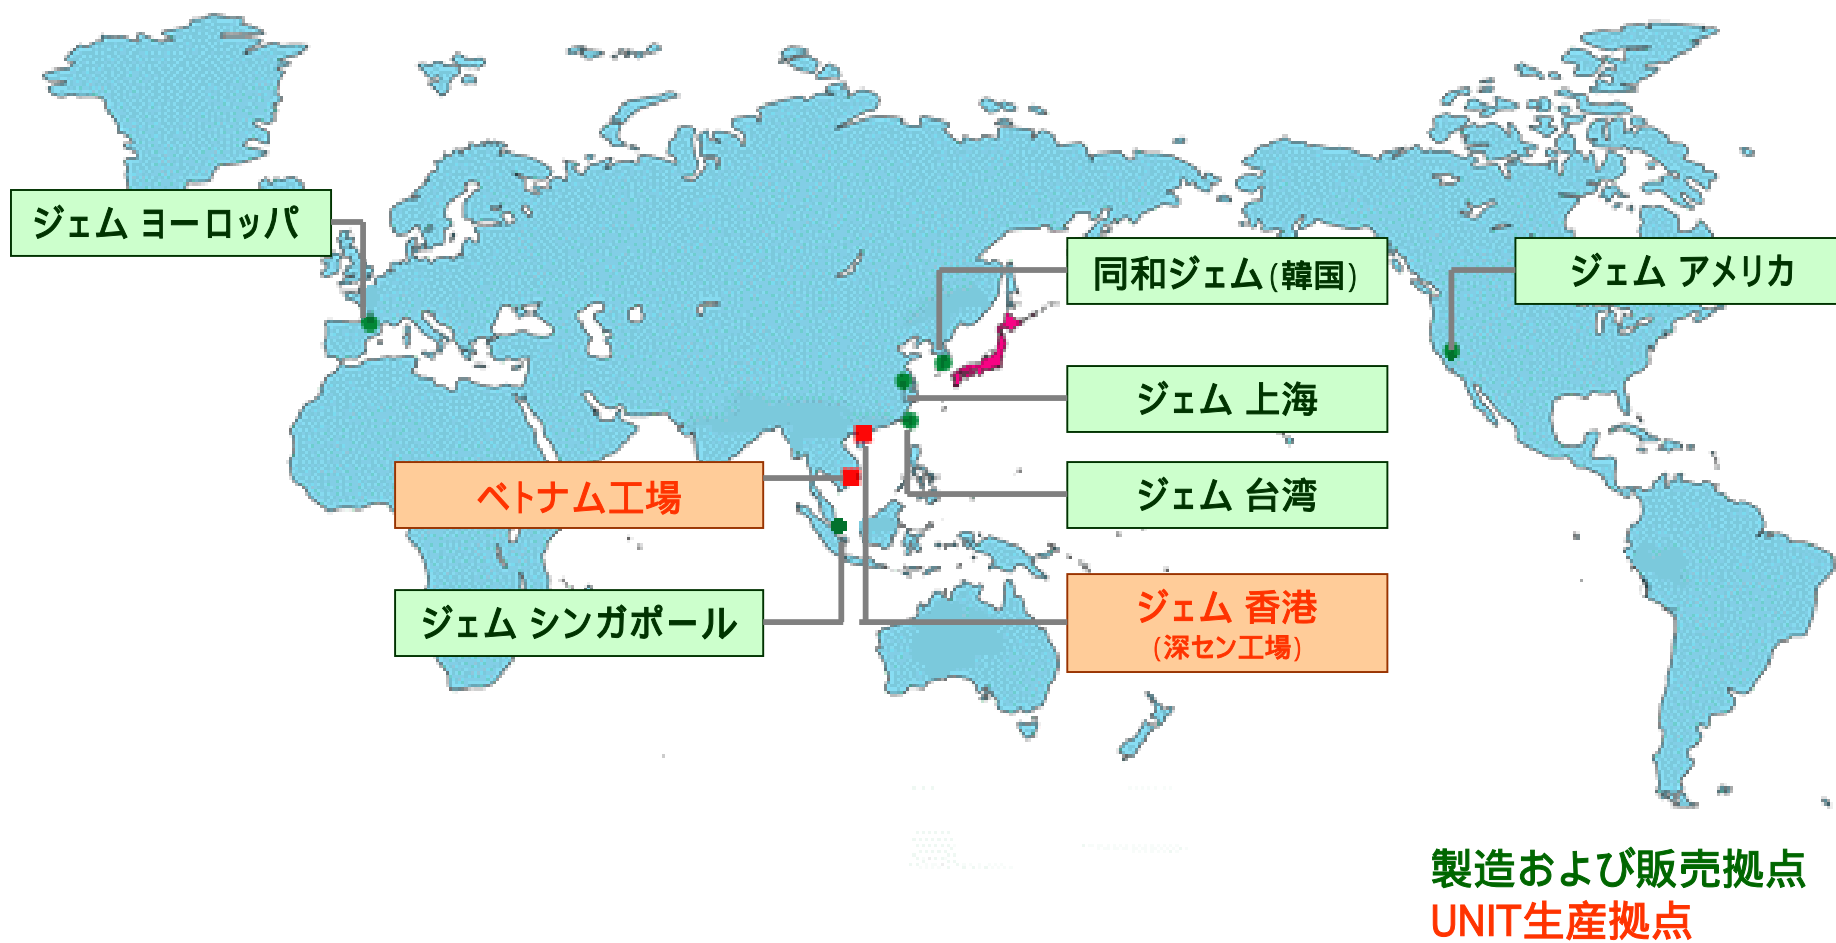 ジェム ヨーロッパ
同和ジェム(韓国)
ジェム アメリカ
ジェム 上海
ベトナム工場
ジェム 台湾
ジェム シンガポール
ジェム 香港
(深セン工場)
製造および販売拠点
UNIT生産拠点